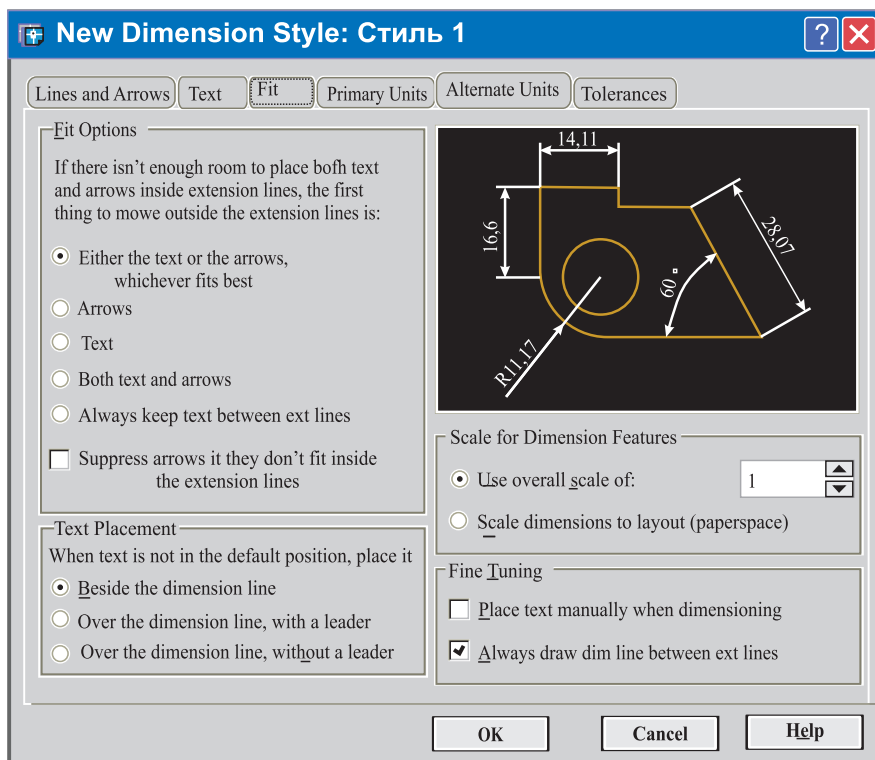 New Dimension Style: Стиль 1
?
Lines and Arrows
Text
Fit
Primary Units
Alternate Units
Tolerances
Fit Options
If there isn't enough room to place bofh text
and arrows inside extension lines, the first
thing to mowe outside the extension lines is:
Either the text or the arrows,
whichever fits best
Arrows
Text
Both text and arrows
Always keep text between ext lines
Suppress arrows it they don't fit inside
the extension lines
Text Placement
When text is not in the default position, place it
Beside the dimension line
Over the dimension line, with a leader
Over the dimension line, without a leader
14,11
16,6
28,07
60
R11,17
Scale for Dimension Features
Use overall scale of:
1
Scale dimensions to layout (paperspace)
Fine Tuning
Place text manually when dimensioning
Always draw dim line between ext lines
OK
Cancel
Help